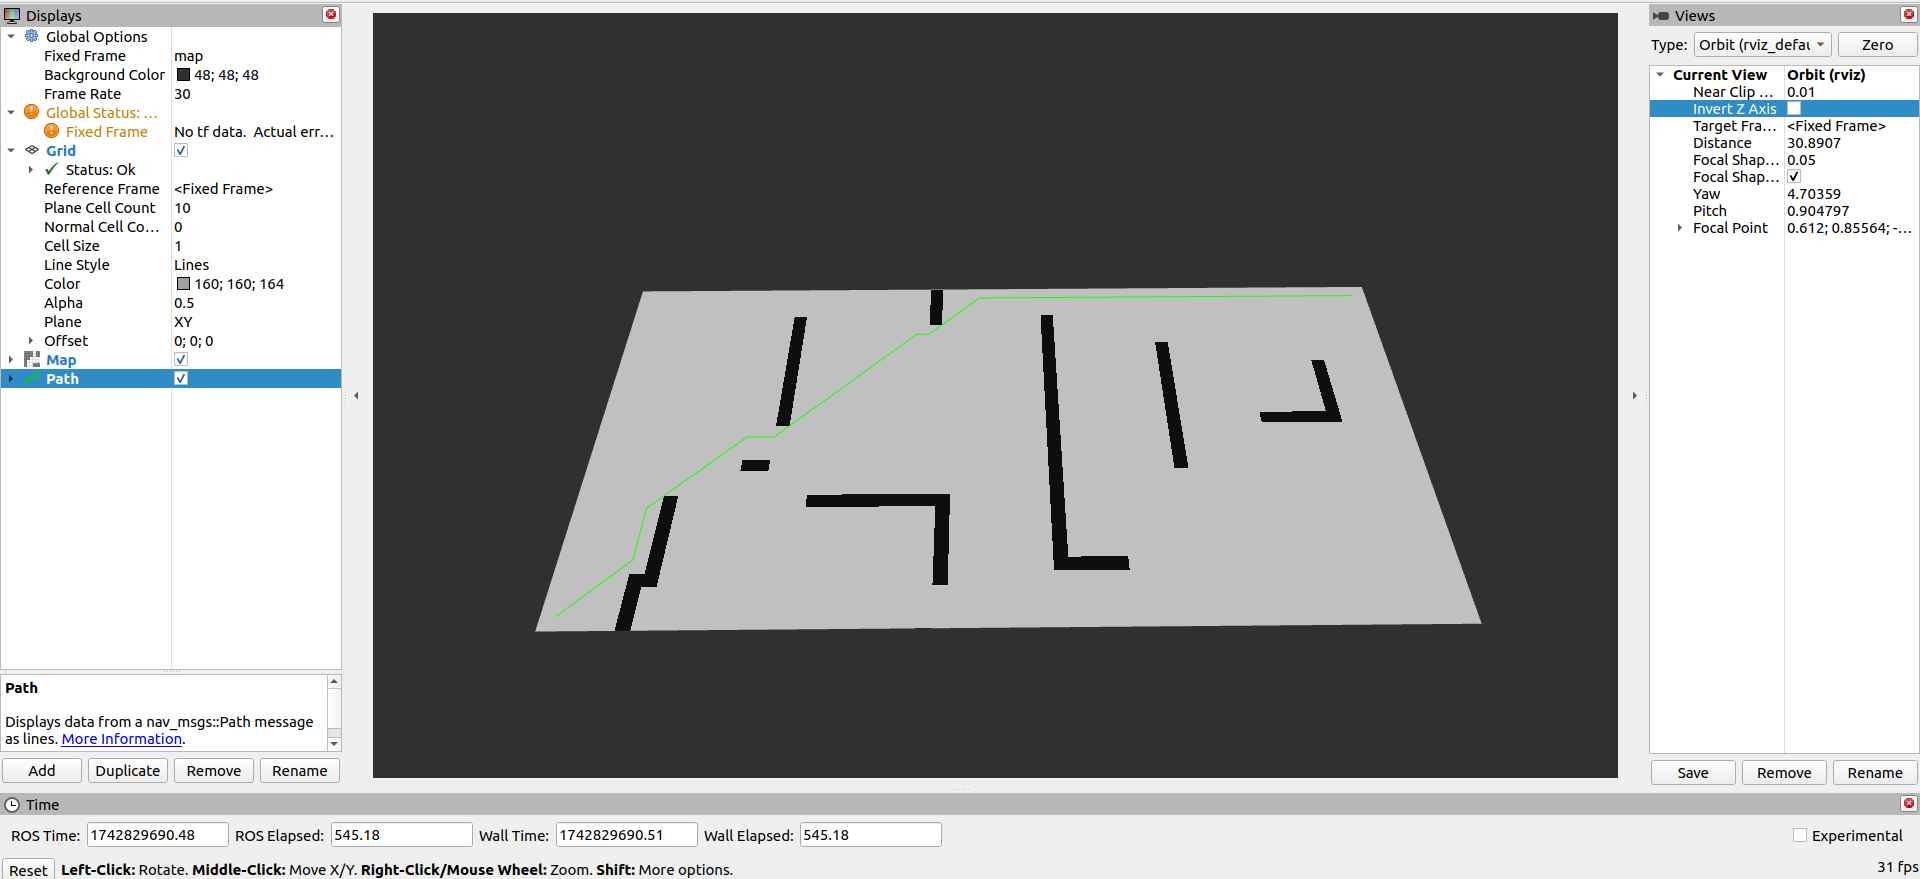 Displays
Global Options
Fixed Frame map
Background Color 48; 48; 48
Frame Rate 30
Global Status: ...
Fixed Frame No tf data.  Actual err...
Grid
Status: Ok
Reference Frame <Fixed Frame>
Plane Cell Count 10
Normal Cell Co... 0
Cell Size 1
Line Style Lines
Color 160; 160; 164
Alpha 0.5
Plane XY
Offset 0; 0; 0
Map
Path
Path
Displays data from a nav_msgs::Path message
as lines. More Information.
Add Duplicate Remove Rename
Views
Type: Orbit (rviz_defau Zero
Current View Orbit (rviz)
Near Clip ... 0.01
Invert Z Axis
Target Fra... <Fixed Frame>
Distance 30.8907
Focal Shap... 0.05
Focal Shap...
Yaw 4.70359
Pitch 0.904797
Focal Point 0.612; 0.85564; -...
Save Remove Rename
Time
ROS Time: 1742829690.48 ROS Elapsed: 545.18 Wall Time: 1742829690.51 Wall Elapsed: 545.18 Experimental
Reset Left-Click: Rotate. Middle-Click: Move X/Y. Right-Click/Mouse Wheel: Zoom. Shift: More options. 31 fps